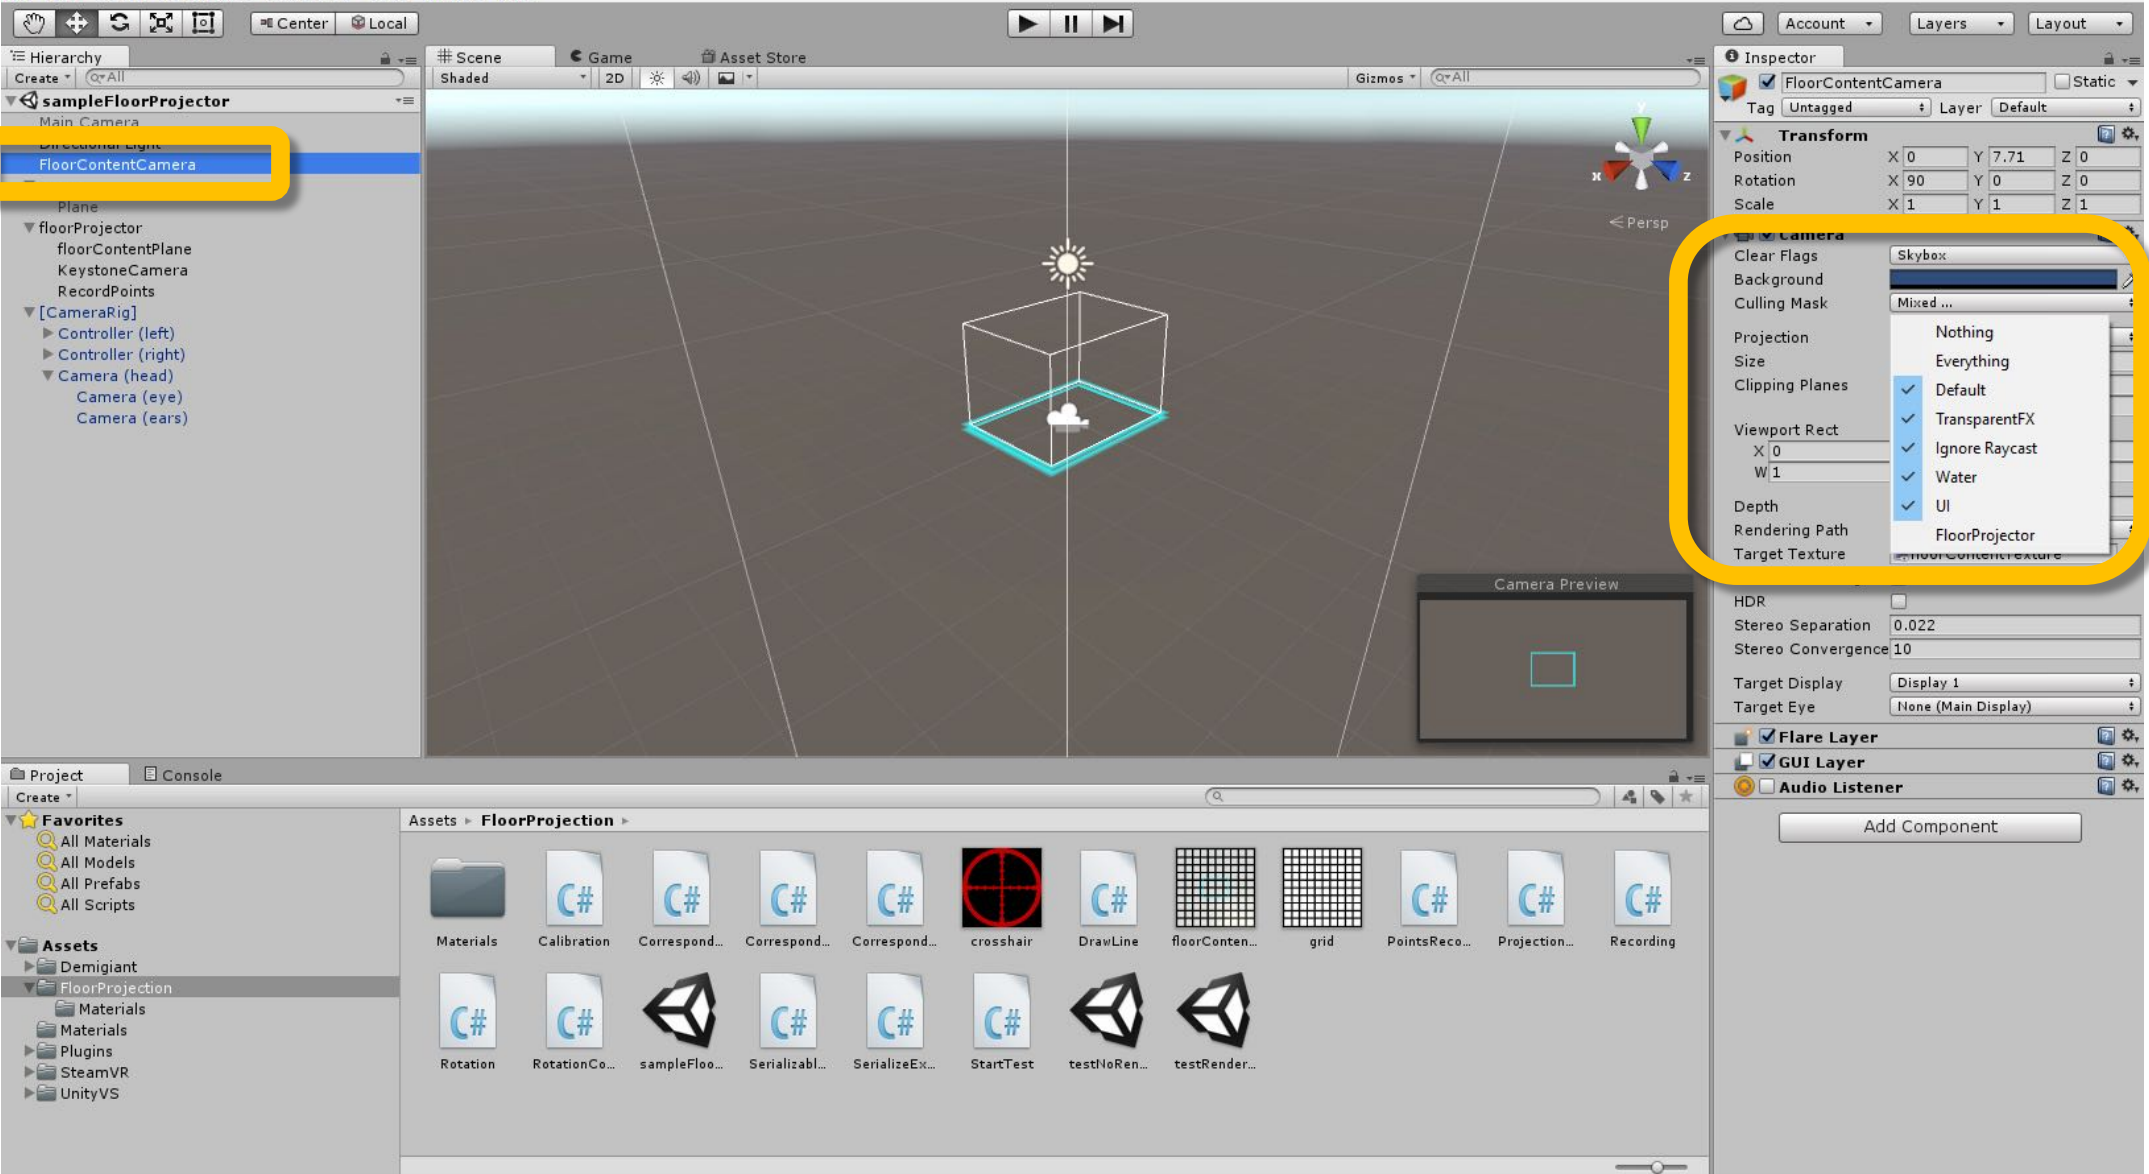 Center Local
Account Layers Layout
Hierarchy
Create All
sampleFloorProjector
Main Camera
Directional Light
FloorContentCamera
Plane
floorProjector
floorContentPlane
KeystoneCamera
RecordPoints
[CameraRig]
Controller (left)
Controller (right)
Camera (head)
Camera (eye)
Camera (ears)
Scene Game Asset Store
Shaded 2D Gizmos All
y
x z
Persp
Camera Preview
Inspector
FloorContentCamera Static
Tag Untagged Layer Default
Transform
Position X 0 Y 7.71 Z 0
Rotation X 90 Y 0 Z 0
Scale X 1 Y 1 Z 1
Camera
Clear Flags Skybox
Background
Culling Mask Mixed ...
Nothing
Everything
Default
TransparentFX
Ignore Raycast
Water
UI
FloorProjector
Projection
Size
Clipping Planes
Viewport Rect
X 0
W 1
Depth
Rendering Path
Target Texture floorContentTexture
HDR
Stereo Separation 0.022
Stereo Convergence 10
Target Display Display 1
Target Eye None (Main Display)
Flare Layer
GUI Layer
Audio Listener
Add Component
Project Console
Create
Favorites
All Materials
All Models
All Prefabs
All Scripts
Assets
Demigiant
FloorProjection
Materials
Materials
Plugins
SteamVR
UnityVS
Assets FloorProjection
C# C# C# C# C# C# C# C# C#
Materials Calibration Correspond... Correspond... Correspond... crosshair DrawLine floorConten... grid PointsReco... Projection... Recording
C# C# C# C# C#
Rotation RotationCo... sampleFloo... Serializabl... SerializeEx... StartTest testNoRen... testRender...